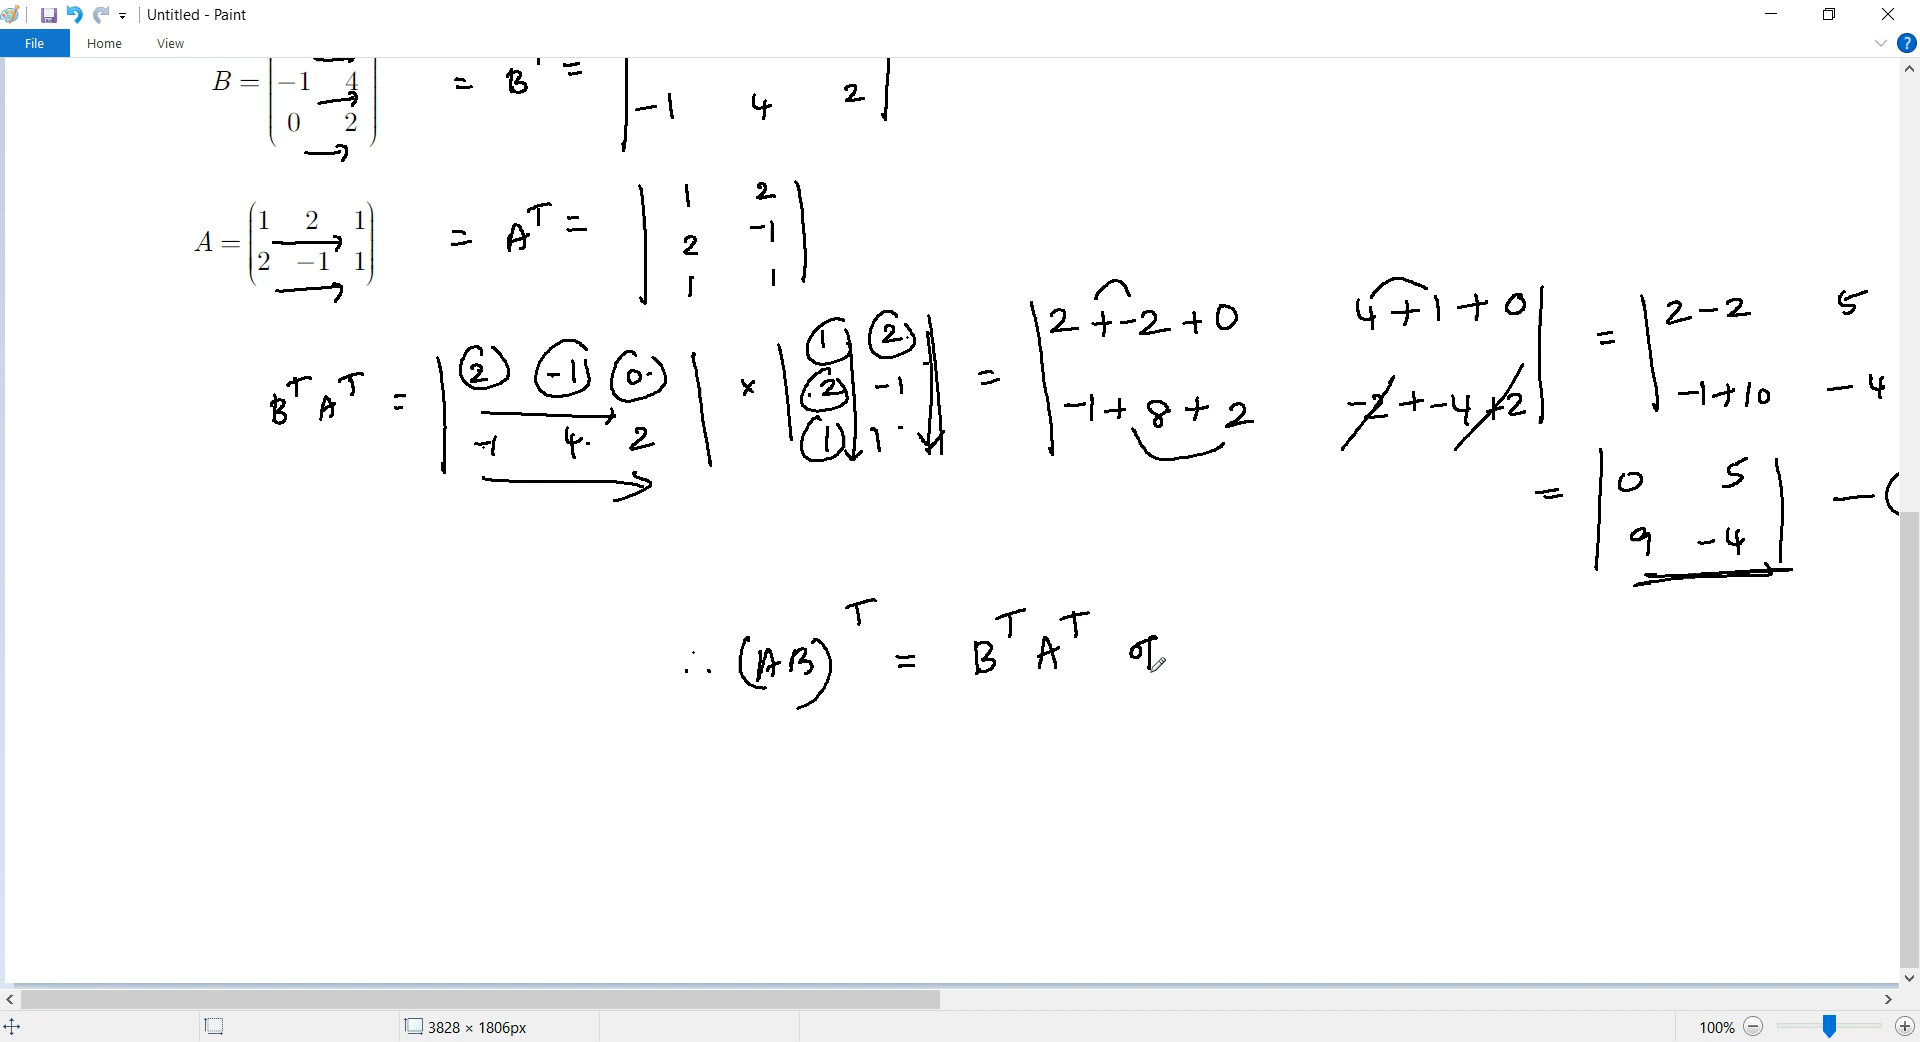 Untitled - Paint
File Home View
B = -1 4 = B^T =
0 2 -1 4 2
A = (1 2 1 = A^T = | 1 2
2 -1 1) 2 -1
1 1 |
B^T A^T = | 2 -1 0 | × | 1 2 | = | 2+-2+0 4+1+0 | = | 2-2 5
-1 4 2 2 -1 -1+8+2 -2+-4+2 -1+10 -4
1 1
= | 0 5 | - (
9 -4
∴ (AB)^T = B^T A^T
3828 × 1806px 100%